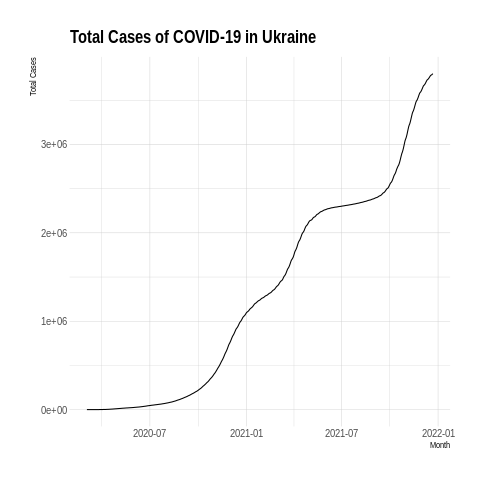 Total Cases of COVID-19 in Ukraine
Total Cases
3e+06
2e+06
1e+06
0e+00
2020-07 2021-01 2021-07 2022-01
Month